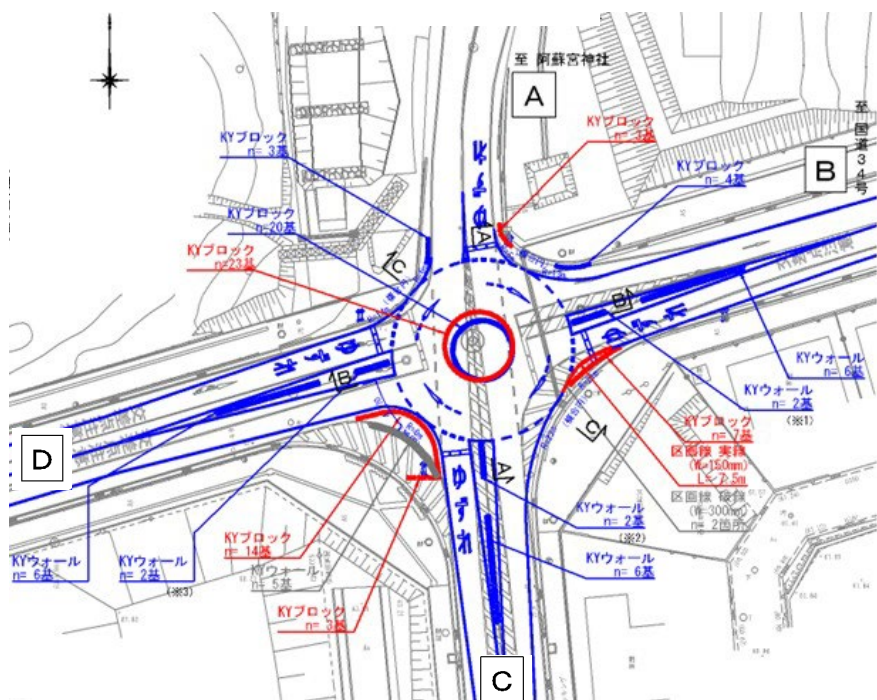 至 阿蘇宮神社
A
至 国道34号
B
KYブロック
n= 3基
KYブロック
n= 3基
KYブロック
n= 4基
KYブロック
n=20基
KYブロック
n=23基
ゆずれ
A
C
B
ゆずれ
ゆずれ
B
KYウォール
n= 6基
KYウォール
n= 2基
(※1)
KYブロック
n= 7基
区画線 実線
(W=150mm)
L=7.5m
区画線 破線
(W=300mm)
n= 2箇所
C
D
A
ゆずれ
KYウォール
n= 2基
(※2)
KYウォール
n= 6基
KYブロック
n= 14基
KYウォール
n= 6基
KYウォール
n= 2基
(※3)
KYウォール
n= 5基
KYブロック
n= 3基
C